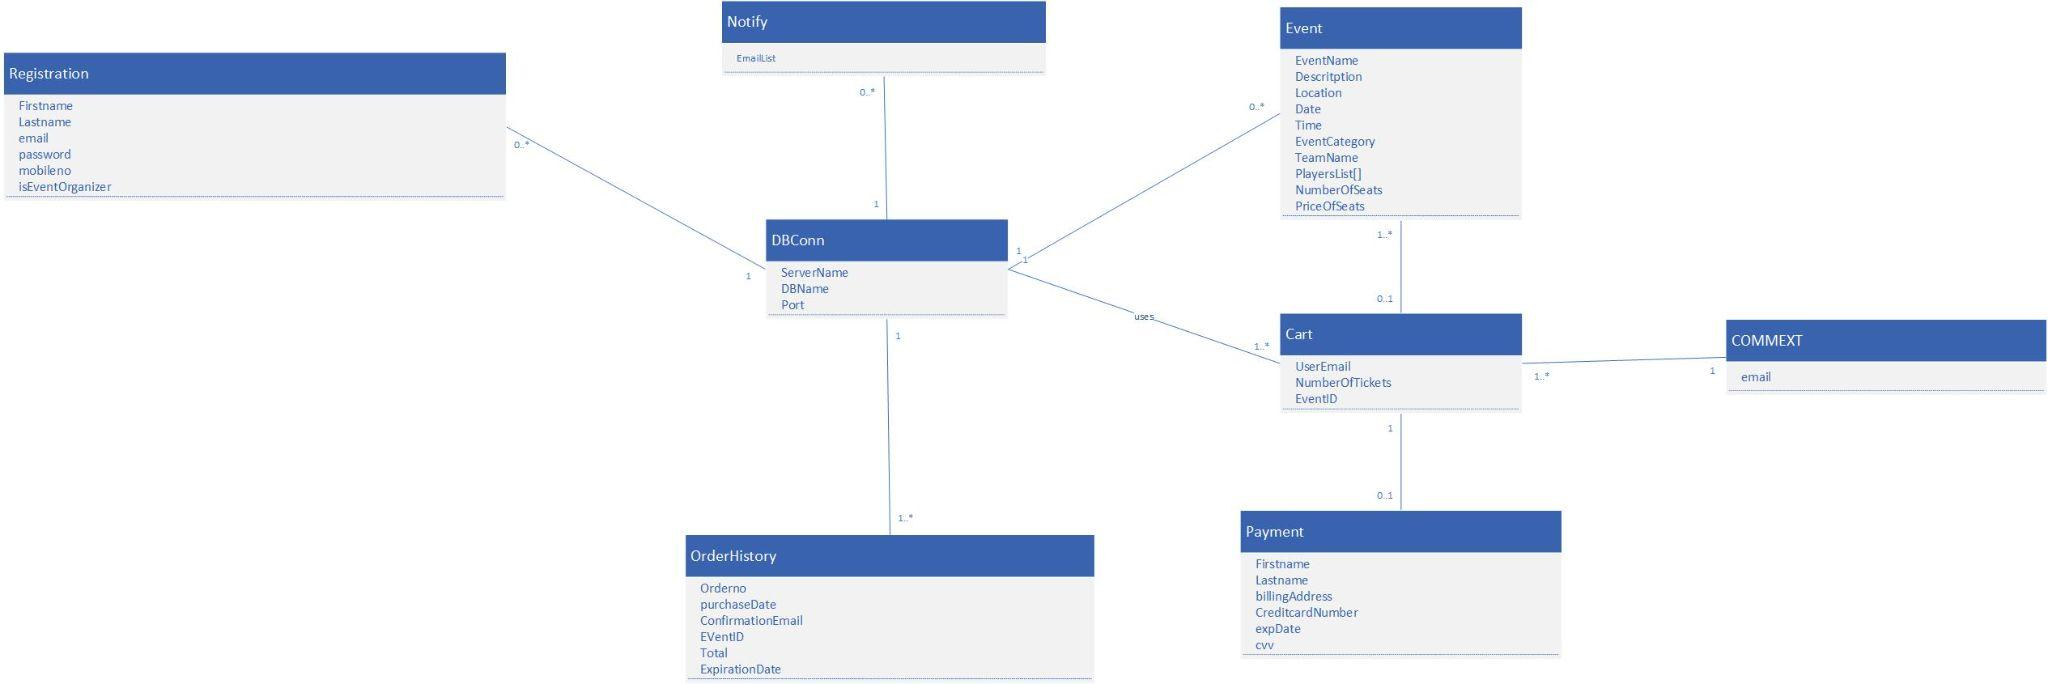 Notify
EmailList
Event
EventName
Descritption
Location
Date
Time
EventCategory
TeamName
PlayersList[]
NumberOfSeats
PriceOfSeats
Registration
Firstname
Lastname
email
password
mobileno
isEventOrganizer
0..*
0..*
0..*
1
1
1
1
DBConn
ServerName
DBName
Port
1..*
0..1
uses
1
1..*
Cart
UserEmail
NumberOfTickets
EventID
1..*
1
COMMEXT
email
1
0..1
1..*
OrderHistory
Orderno
purchaseDate
ConfirmationEmail
EVentID
Total
ExpirationDate
Payment
Firstname
Lastname
billingAddress
CreditcardNumber
expDate
cvv